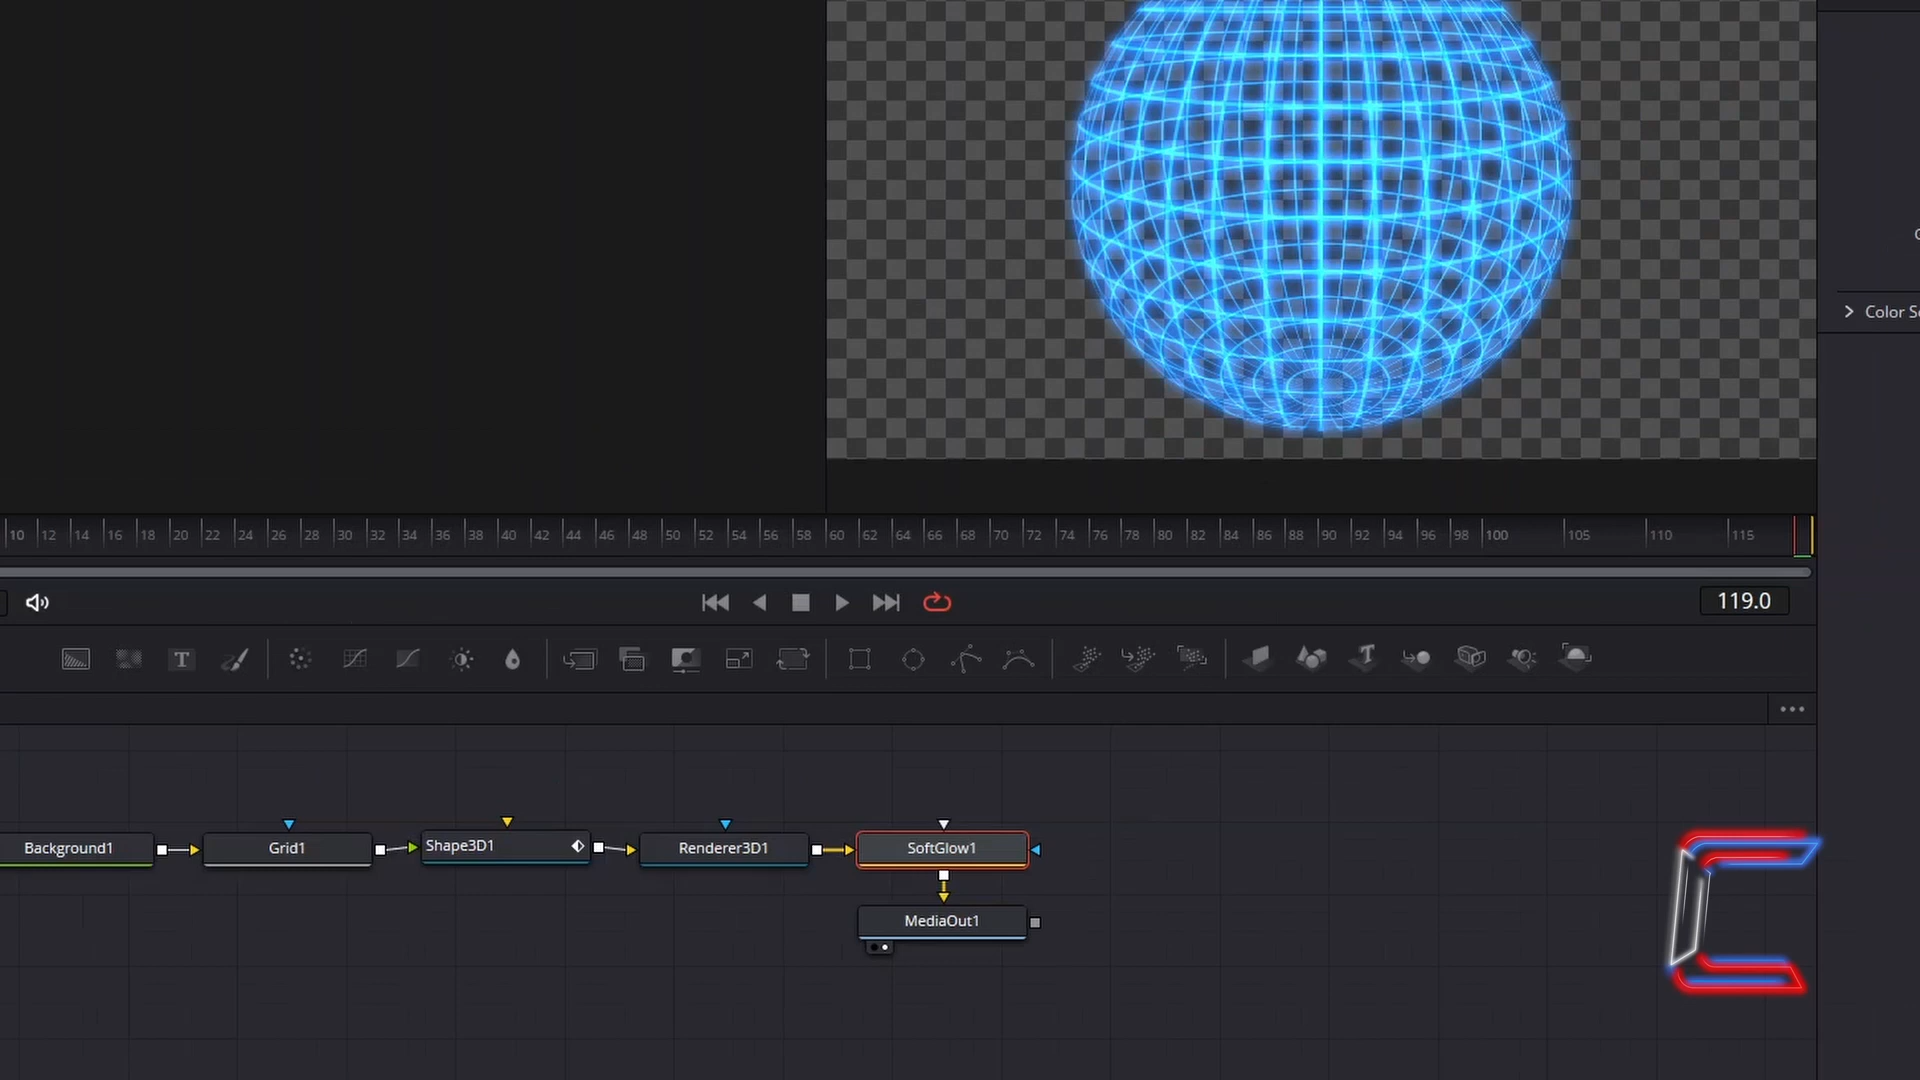 C
Color S
10 12 14 16 18 20 22 24 26 28 30 32 34 36 38 40 42 44 46 48 50 52 54 56 58 60 62 64 66 68 70 72 74 76 78 80 82 84 86 88 90 92 94 96 98 100 105 110 115
119.0
T
T
Background1 Grid1 Shape3D1 Renderer3D1 SoftGlow1
MediaOut1
C